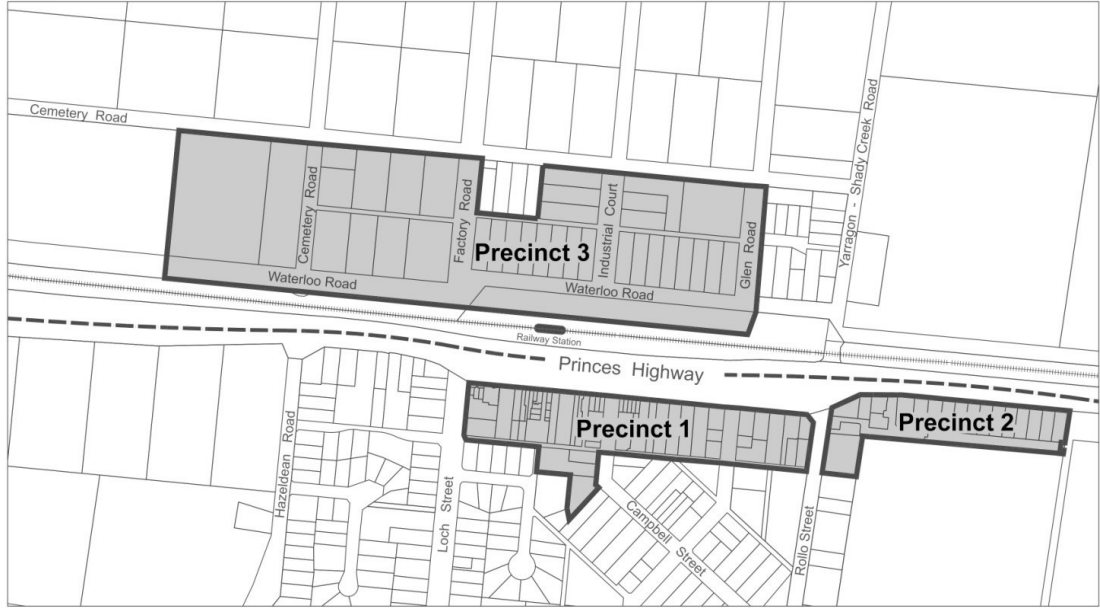 Cemetery Road
Yarragon - Shady Creek Road
Cemetery Road
Factory Road
Industrial Court
Glen Road
Precinct 3
Waterloo Road
Waterloo Road
Railway Station
Princes Highway
Precinct 1
Precinct 2
Hazeldean Road
Loch Street
Campbell Street
Rollo Street